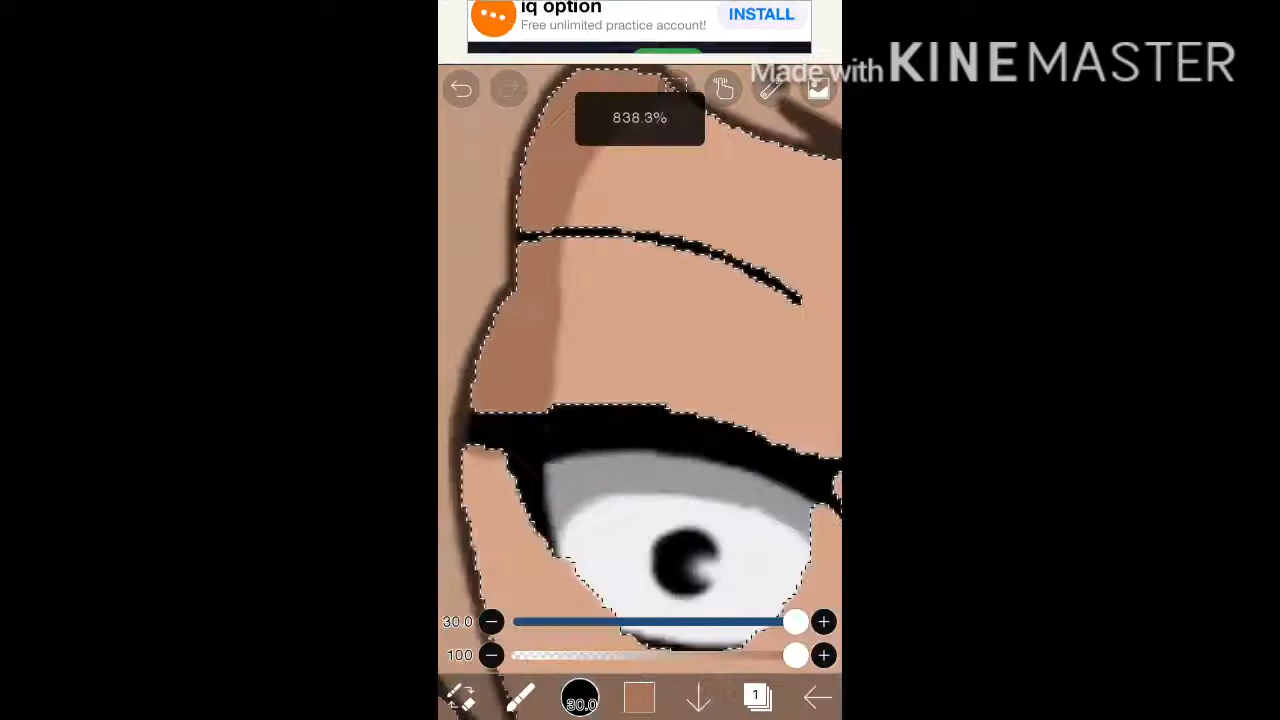 iq option
INSTALL
Free unlimited practice account!
Made with KINEMASTER
838.3%
30.0
100
30.0
1